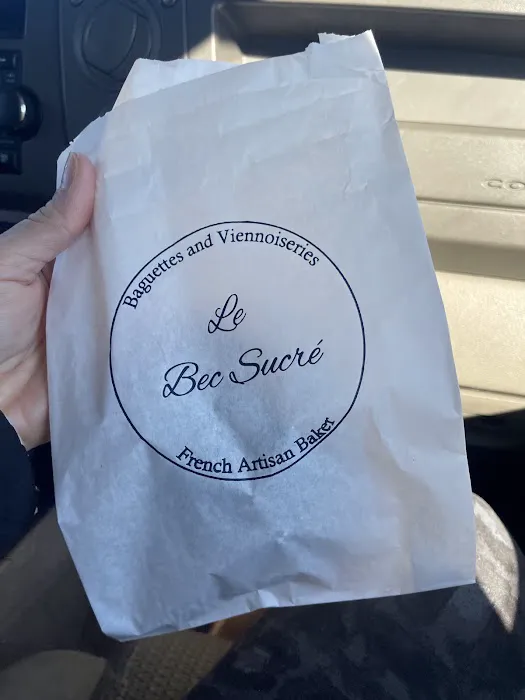 Baguettes and Viennoiseries
Le
Bec Sucré
French Artisan Baker